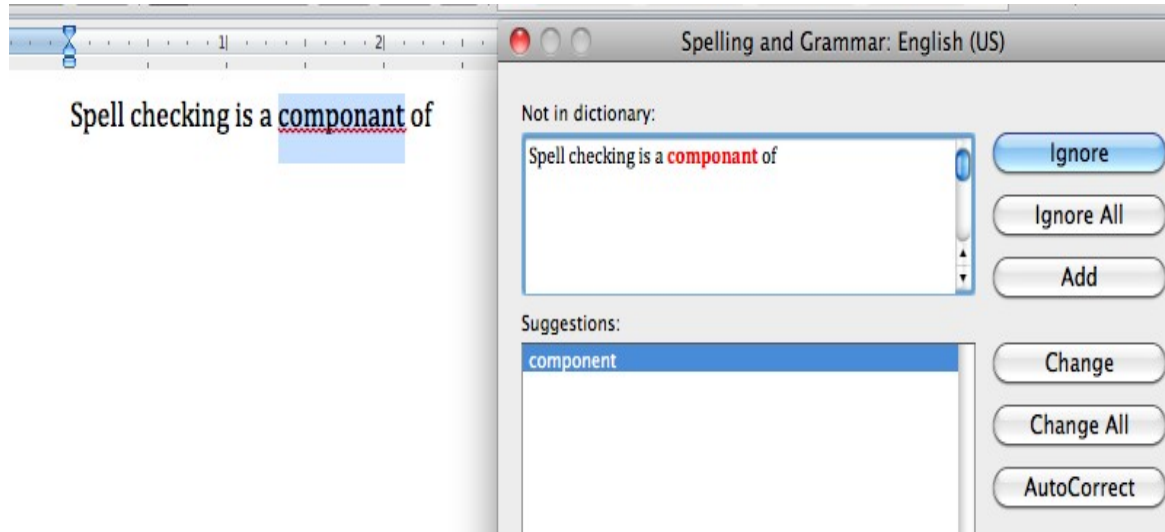 1 2
Spell checking is a componant of
Spelling and Grammar: English (US)
Not in dictionary:
Spell checking is a componant of
Ignore
Ignore All
Add
Suggestions:
component
Change
Change All
AutoCorrect